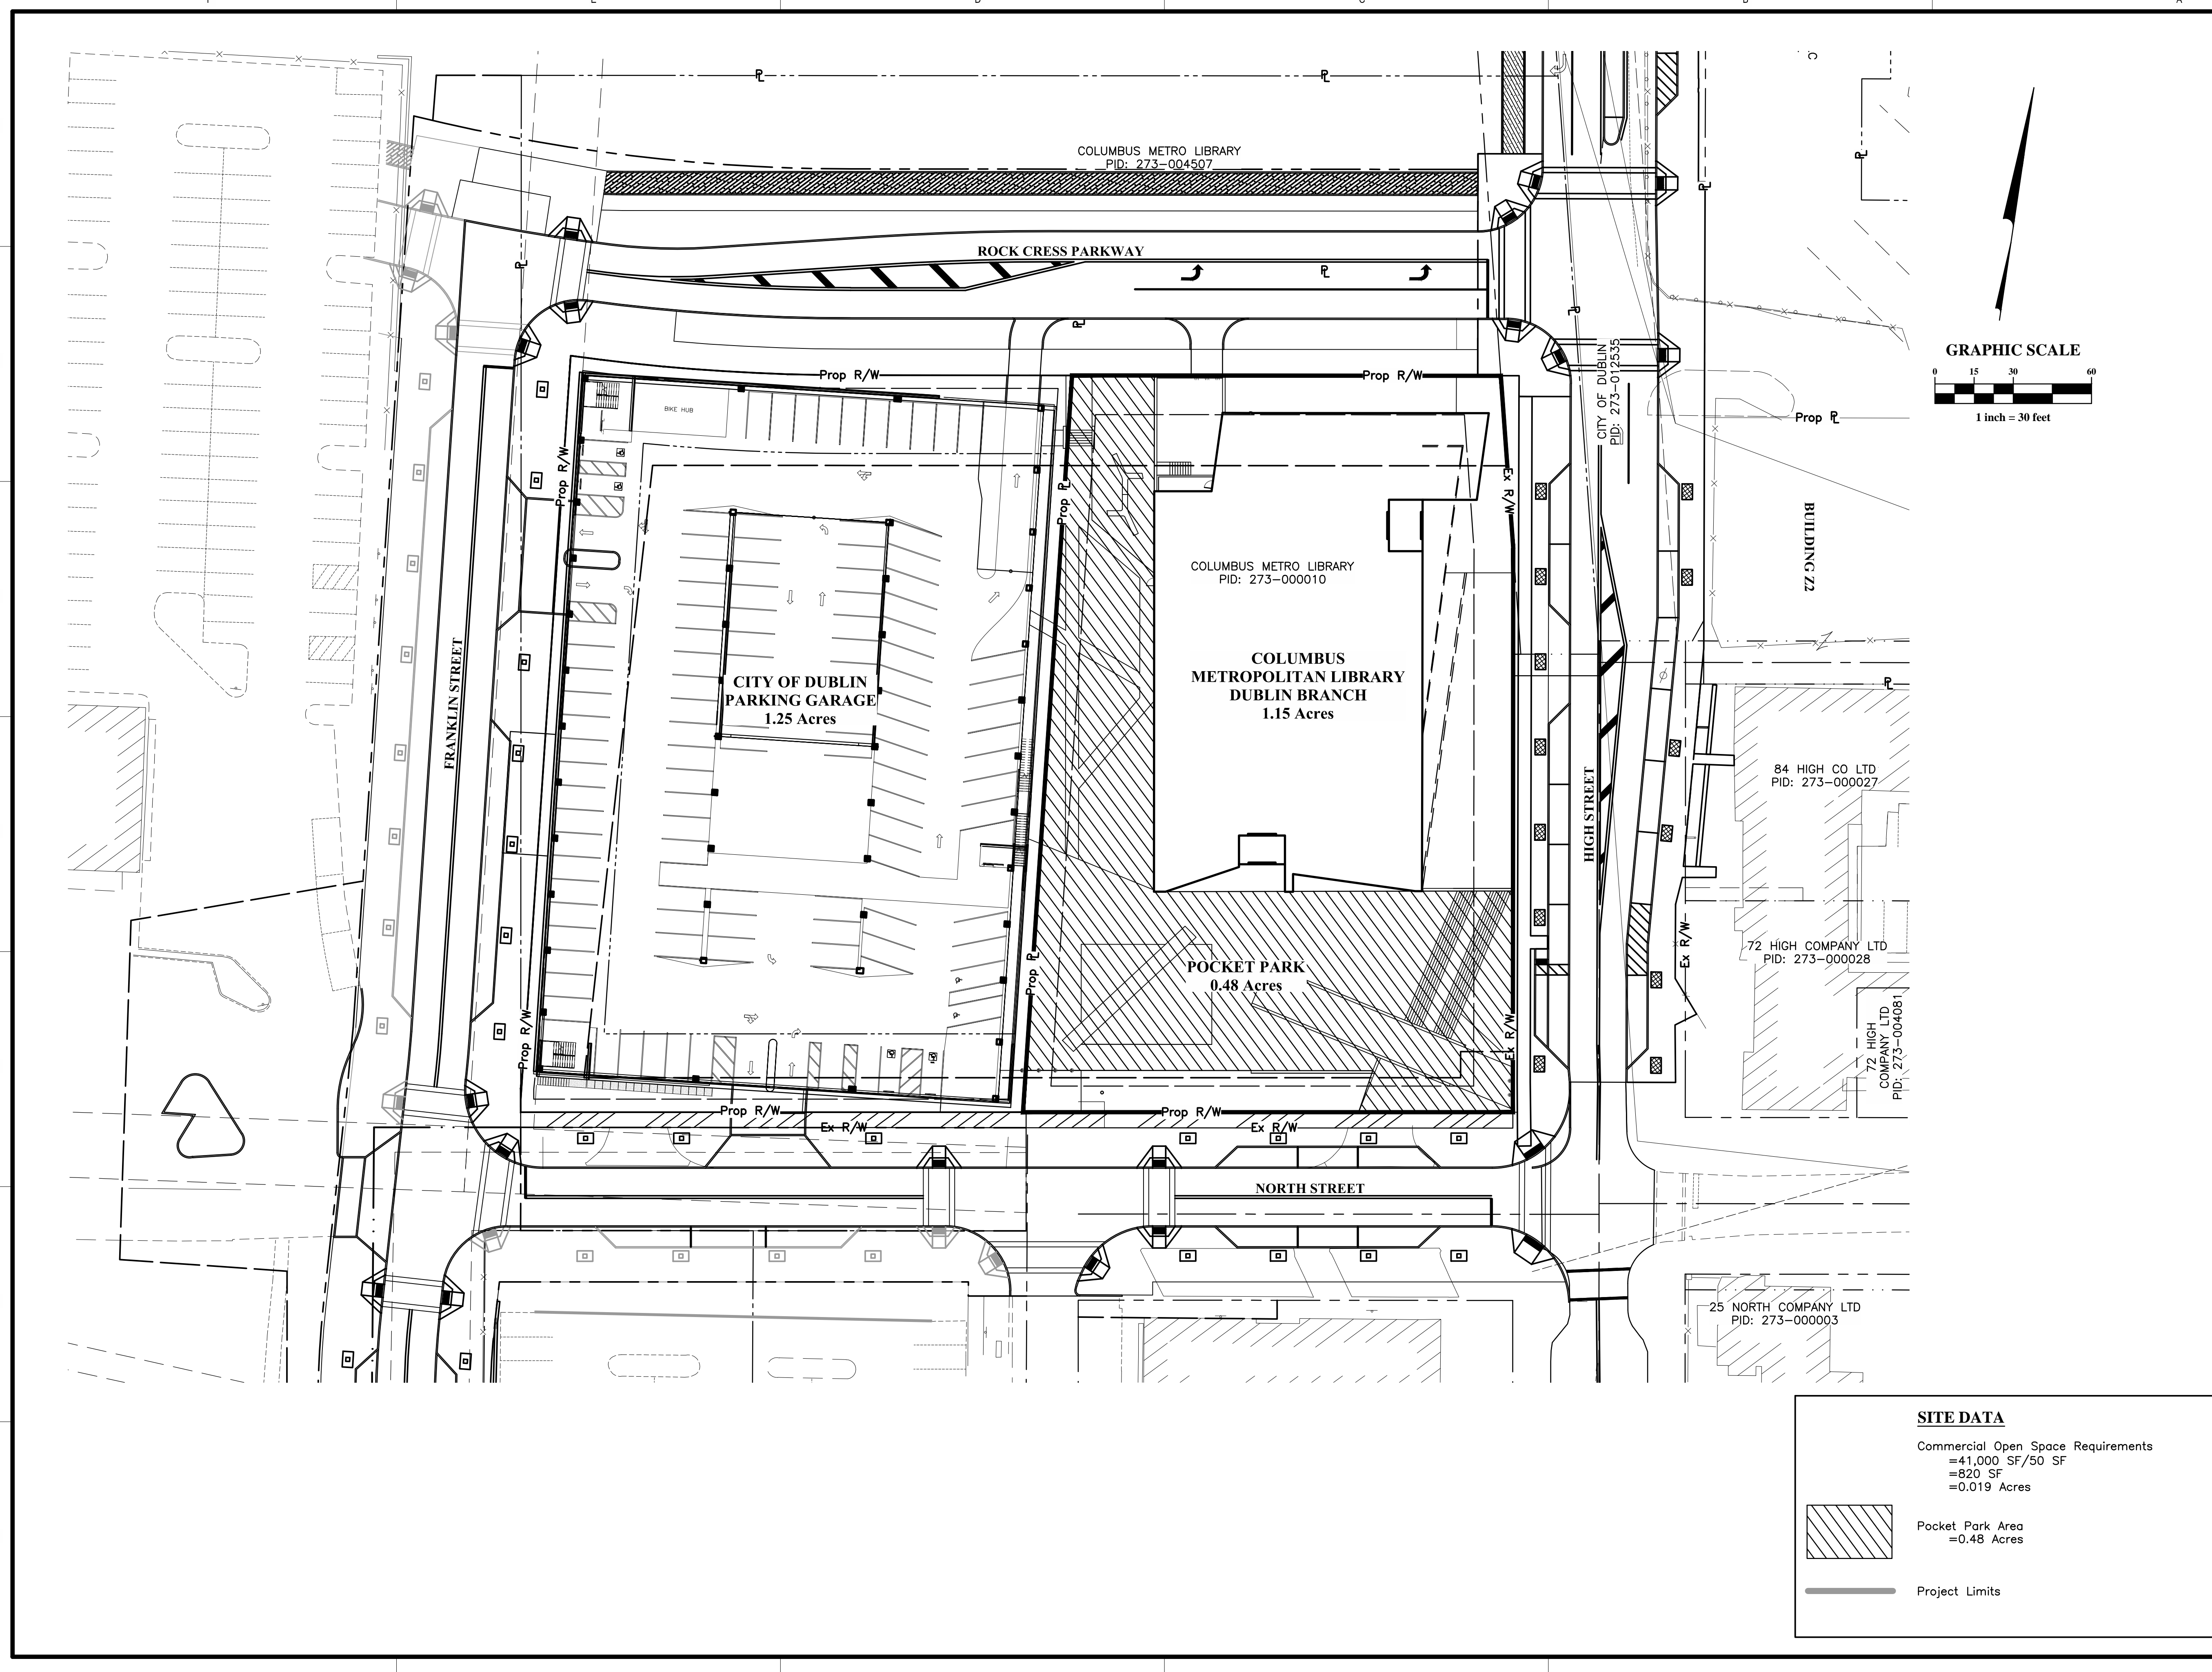 COLUMBUS METRO LIBRARY
PID: 273-004507
ROCK CRESS PARKWAY
GRAPHIC SCALE
0 15 30 60
1 inch = 30 feet
CITY OF DUBLIN
PID: 273-012535
Prop R/W
Prop R/W
Prop PL
BIKE HUB
Prop R/W
Prop PL
Ex R/W
BUILDING Z2
COLUMBUS METRO LIBRARY
PID: 273-000010
FRANKLIN STREET
CITY OF DUBLIN
PARKING GARAGE
1.25 Acres
COLUMBUS
METROPOLITAN LIBRARY
DUBLIN BRANCH
1.15 Acres
HIGH STREET
84 HIGH CO LTD
PID: 273-000027
72 HIGH COMPANY LTD
PID: 273-000028
Ex R/W
POCKET PARK
0.48 Acres
Prop PL
Prop R/W
Ex R/W
72 HIGH
COMPANY LTD
PID: 273-004081
Prop R/W
Prop R/W
Ex R/W
Ex R/W
NORTH STREET
25 NORTH COMPANY LTD
PID: 273-000003
SITE DATA
Commercial Open Space Requirements
=41,000 SF/50 SF
=820 SF
=0.019 Acres
Pocket Park Area
=0.48 Acres
Project Limits